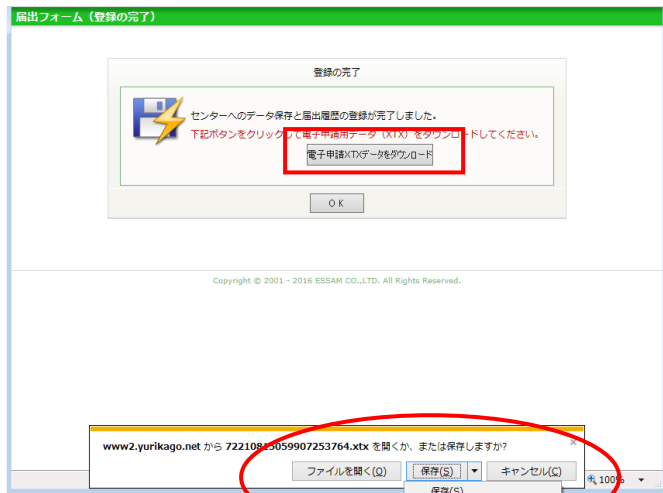 届出フォーム（登録の完了）
登録の完了
センターへのデータ保存と届出履歴の登録が完了しました。
下記ボタンをクリックして電子申請用データ（XTX）をダウンロードしてください。
電子申請XTXデータをダウンロード
ＯＫ
Copyright © 2001 - 2016 ESSAM CO.,LTD. All Rights Reserved.
www2.yurikago.net から 72210813059907253764.xtx を開くか、または保存しますか?
×
ファイルを開く(O) 保存(S) ▼ キャンセル(C)
100% ▼
保存(S)